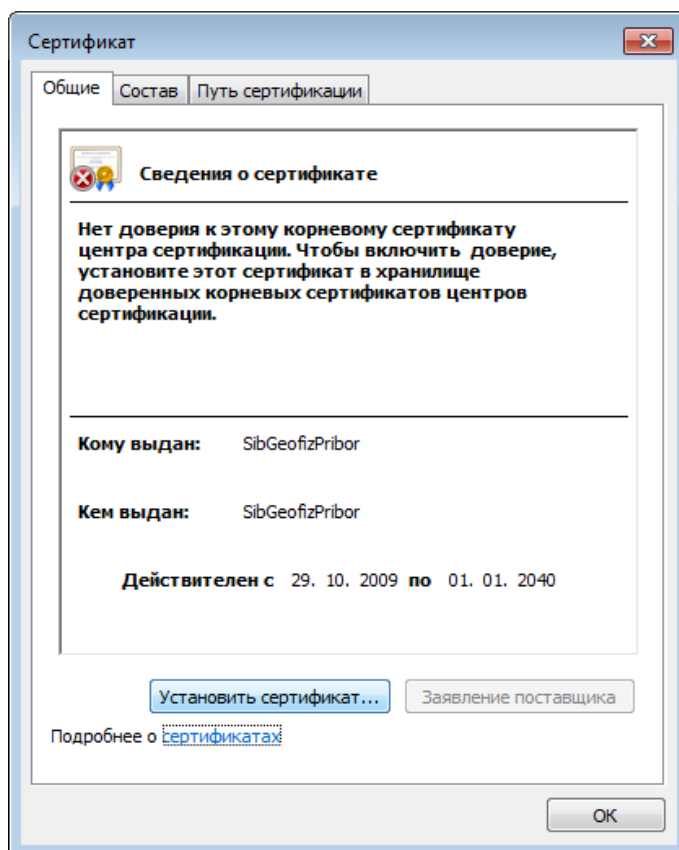 Сертификат
Общие Состав Путь сертификации
Сведения о сертификате
Нет доверия к этому корневому сертификату
центра сертификации. Чтобы включить доверие,
установите этот сертификат в хранилище
доверенных корневых сертификатов центров
сертификации.
Кому выдан: SibGeofizPribor
Кем выдан: SibGeofizPribor
Действителен с 29. 10. 2009 по 01. 01. 2040
Установить сертификат... Заявление поставщика
Подробнее о сертификатах
ОК